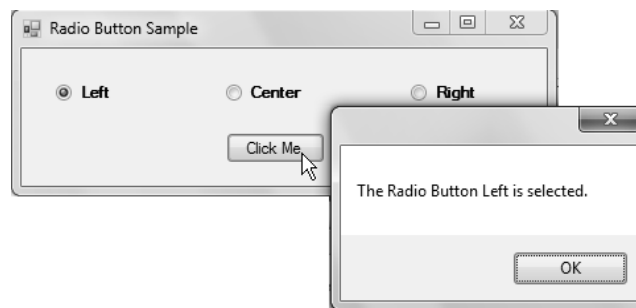 Radio Button Sample
Left Center Right
Click Me
The Radio Button Left is selected.
OK